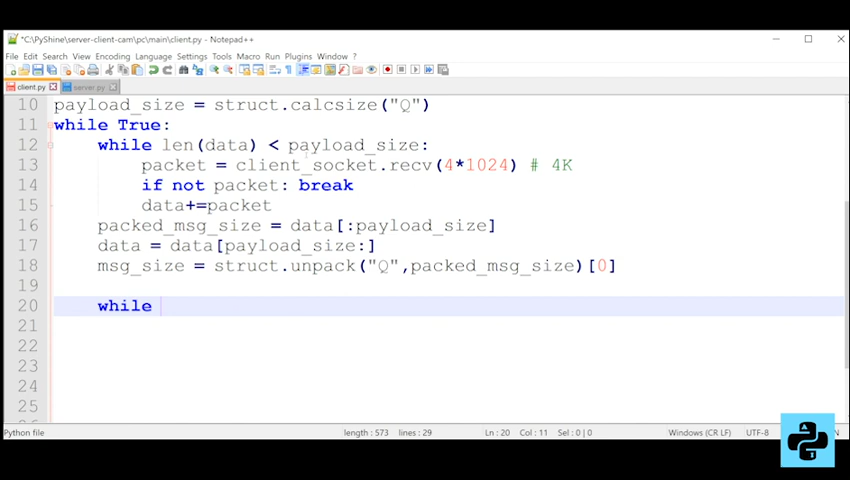 *C:\PyShine\server-client-cam\pc\main\client.py - Notepad++
File Edit Search View Encoding Language Settings Tools Macro Run Plugins Window ?
client.py server.py
10 payload_size = struct.calcsize("Q")
11 while True:
12 while len(data) < payload_size:
13 packet = client_socket.recv(4*1024) # 4K
14 if not packet: break
15 data+=packet
16 packed_msg_size = data[:payload_size]
17 data = data[payload_size:]
18 msg_size = struct.unpack("Q",packed_msg_size)[0]
19
20 while
21
22
23
24
25
Python file length : 573 lines : 29 Ln : 20 Col : 11 Sel : 0 | 0 Windows (CR LF) UTF-8
A I